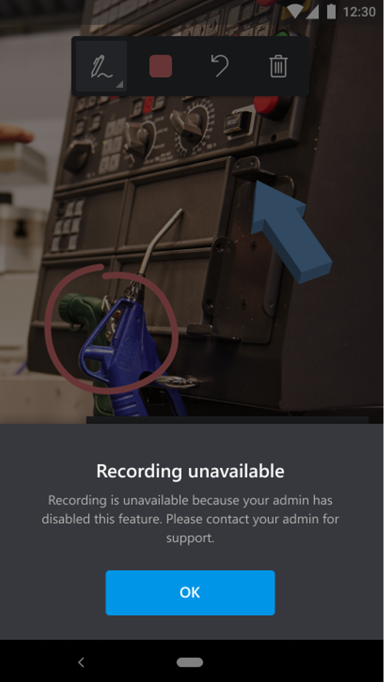 12:30
Recording unavailable
Recording is unavailable because your admin has
disabled this feature. Please contact your admin for
support.
OK